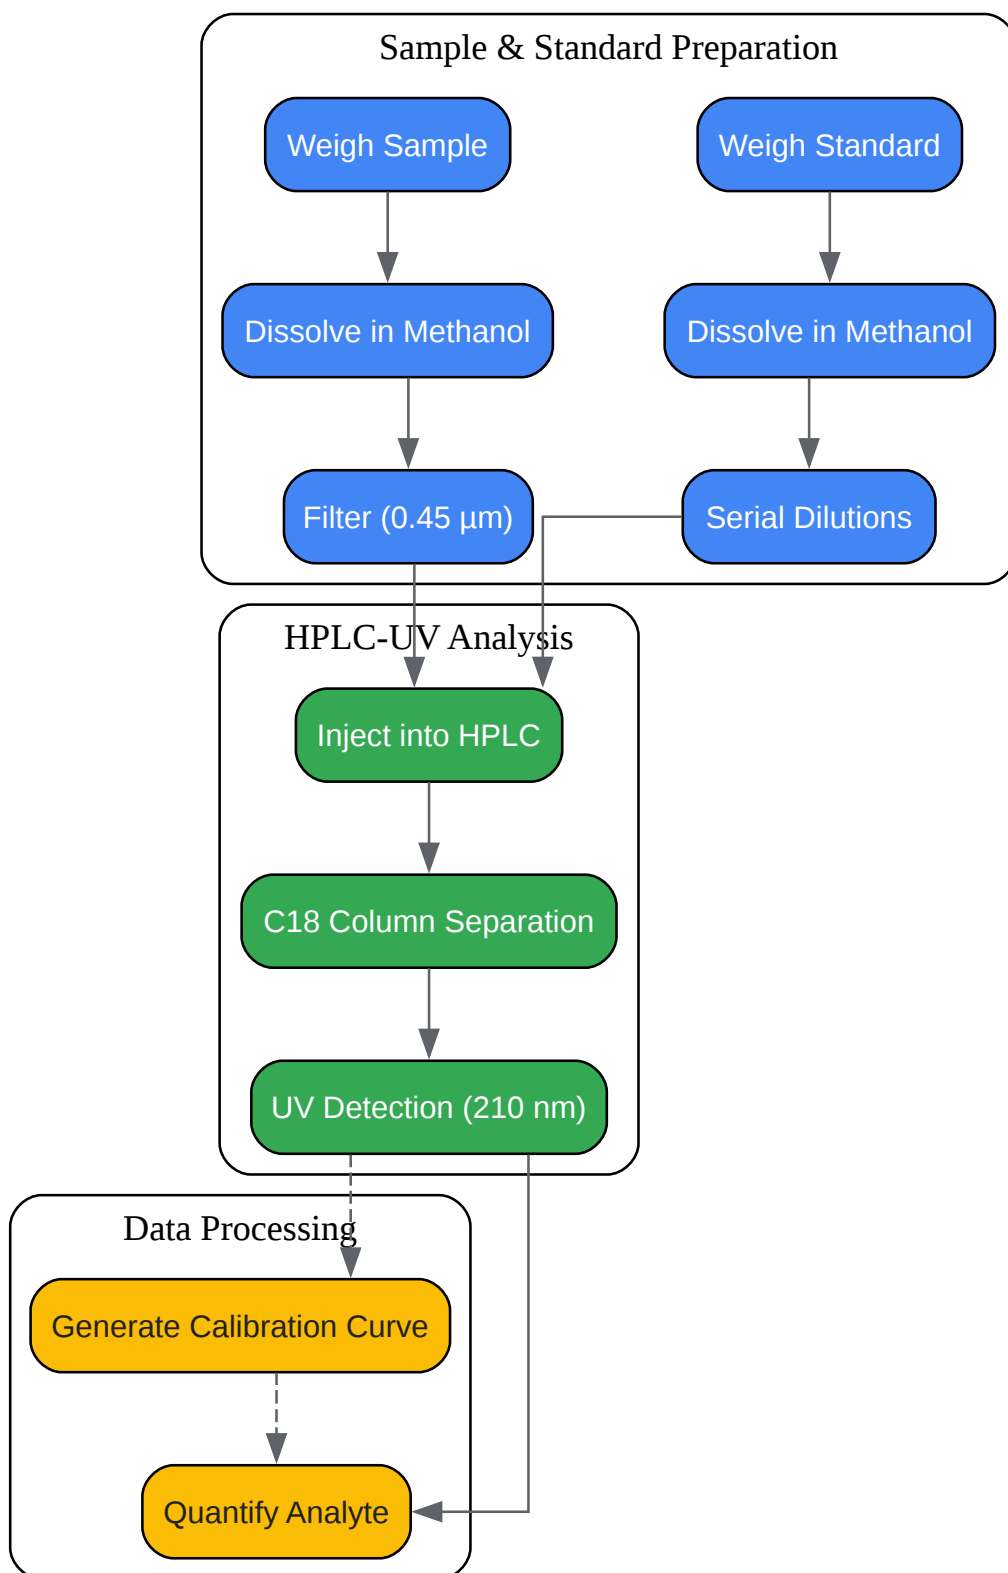 Sample & Standard Preparation
Weigh Sample
Weigh Standard
Dissolve in Methanol
Dissolve in Methanol
Filter (0.45 µm)
Serial Dilutions
HPLC-UV Analysis
Inject into HPLC
C18 Column Separation
UV Detection (210 nm)
Data Processing
Generate Calibration Curve
Quantify Analyte